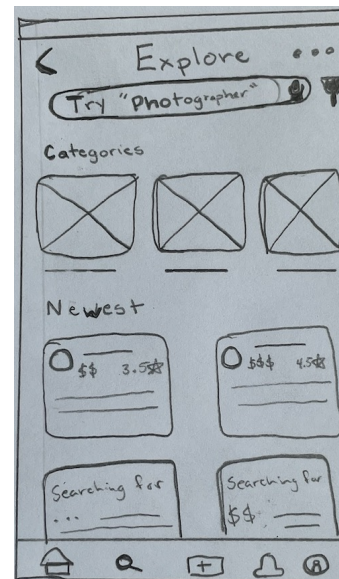 Explore
Try "Photographer"
Categories
Newest
$$ 3.5☆
$$$ 4.5☆
Searching for
...
Searching for
$$